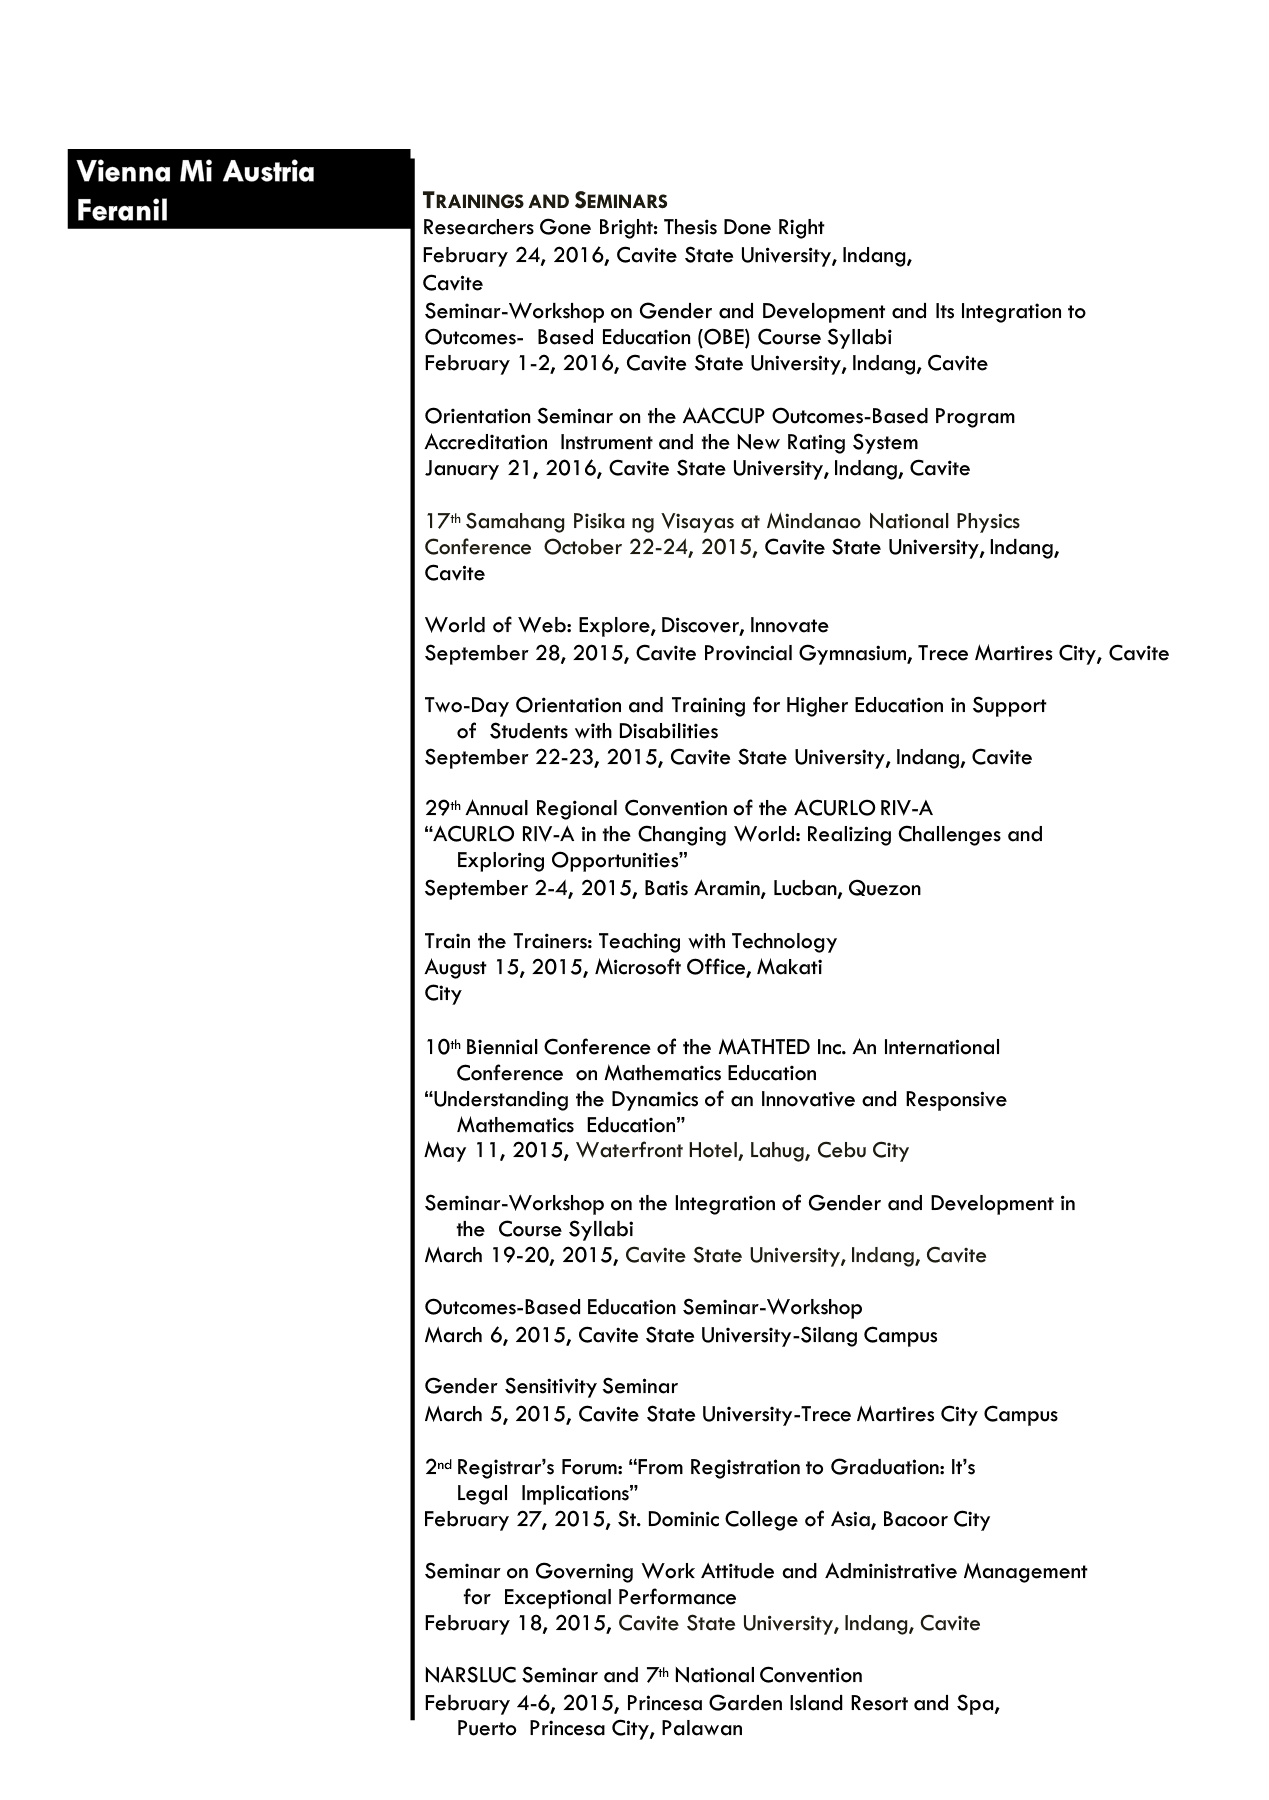 Vienna Mi Austria
Feranil
TRAININGS AND SEMINARS
Researchers Gone Bright: Thesis Done Right
February 24, 2016, Cavite State University, Indang,
Cavite
Seminar-Workshop on Gender and Development and Its Integration to
Outcomes- Based Education (OBE) Course Syllabi
February 1-2, 2016, Cavite State University, Indang, Cavite
Orientation Seminar on the AACCUP Outcomes-Based Program
Accreditation Instrument and the New Rating System
January 21, 2016, Cavite State University, Indang, Cavite
17th Samahang Pisika ng Visayas at Mindanao National Physics
Conference October 22-24, 2015, Cavite State University, Indang,
Cavite
World of Web: Explore, Discover, Innovate
September 28, 2015, Cavite Provincial Gymnasium, Trece Martires City, Cavite
Two-Day Orientation and Training for Higher Education in Support
of Students with Disabilities
September 22-23, 2015, Cavite State University, Indang, Cavite
29th Annual Regional Convention of the ACURLO RIV-A
“ACURLO RIV-A in the Changing World: Realizing Challenges and
Exploring Opportunities”
September 2-4, 2015, Batis Aramin, Lucban, Quezon
Train the Trainers: Teaching with Technology
August 15, 2015, Microsoft Office, Makati
City
10th Biennial Conference of the MATHTED Inc. An International
Conference on Mathematics Education
“Understanding the Dynamics of an Innovative and Responsive
Mathematics Education”
May 11, 2015, Waterfront Hotel, Lahug, Cebu City
Seminar-Workshop on the Integration of Gender and Development in
the Course Syllabi
March 19-20, 2015, Cavite State University, Indang, Cavite
Outcomes-Based Education Seminar-Workshop
March 6, 2015, Cavite State University-Silang Campus
Gender Sensitivity Seminar
March 5, 2015, Cavite State University-Trece Martires City Campus
2nd Registrar’s Forum: “From Registration to Graduation: It’s
Legal Implications”
February 27, 2015, St. Dominic College of Asia, Bacoor City
Seminar on Governing Work Attitude and Administrative Management
for Exceptional Performance
February 18, 2015, Cavite State University, Indang, Cavite
NARSLUC Seminar and 7th National Convention
February 4-6, 2015, Princesa Garden Island Resort and Spa,
Puerto Princesa City, Palawan